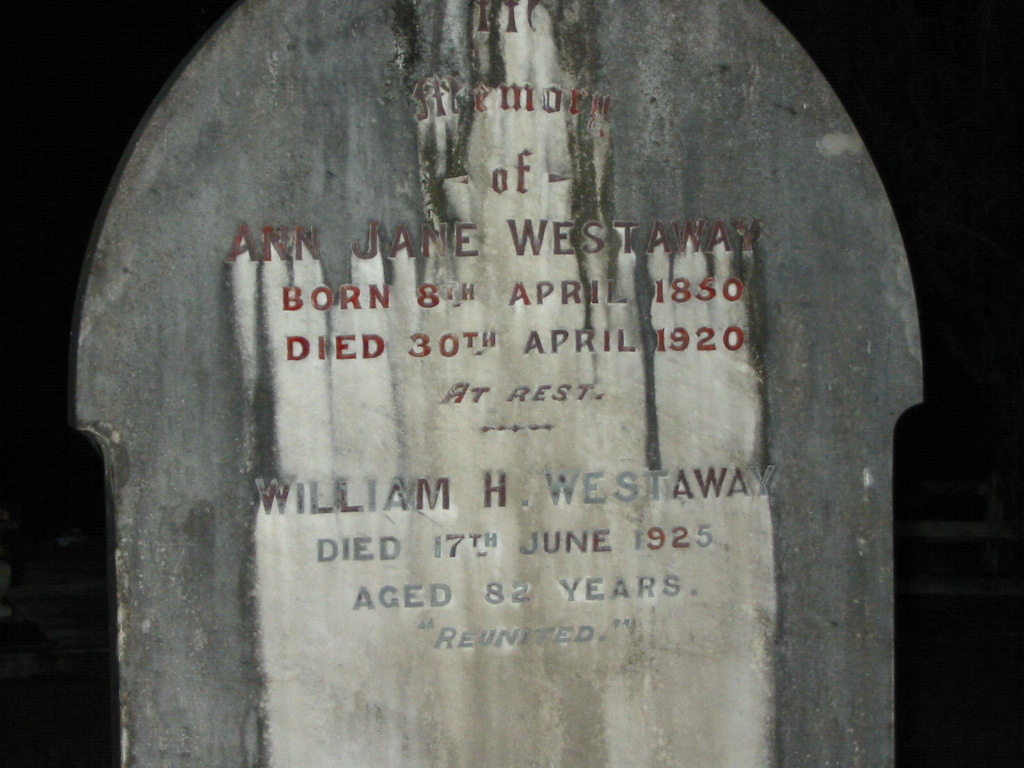 Memory
- of -
ANN JANE WESTAWAY
BORN 8TH APRIL 1850
DIED 30TH APRIL 1920
AT REST.
WILLIAM H. WESTAWAY
DIED 17TH JUNE 1925
AGED 82 YEARS.
"REUNITED."